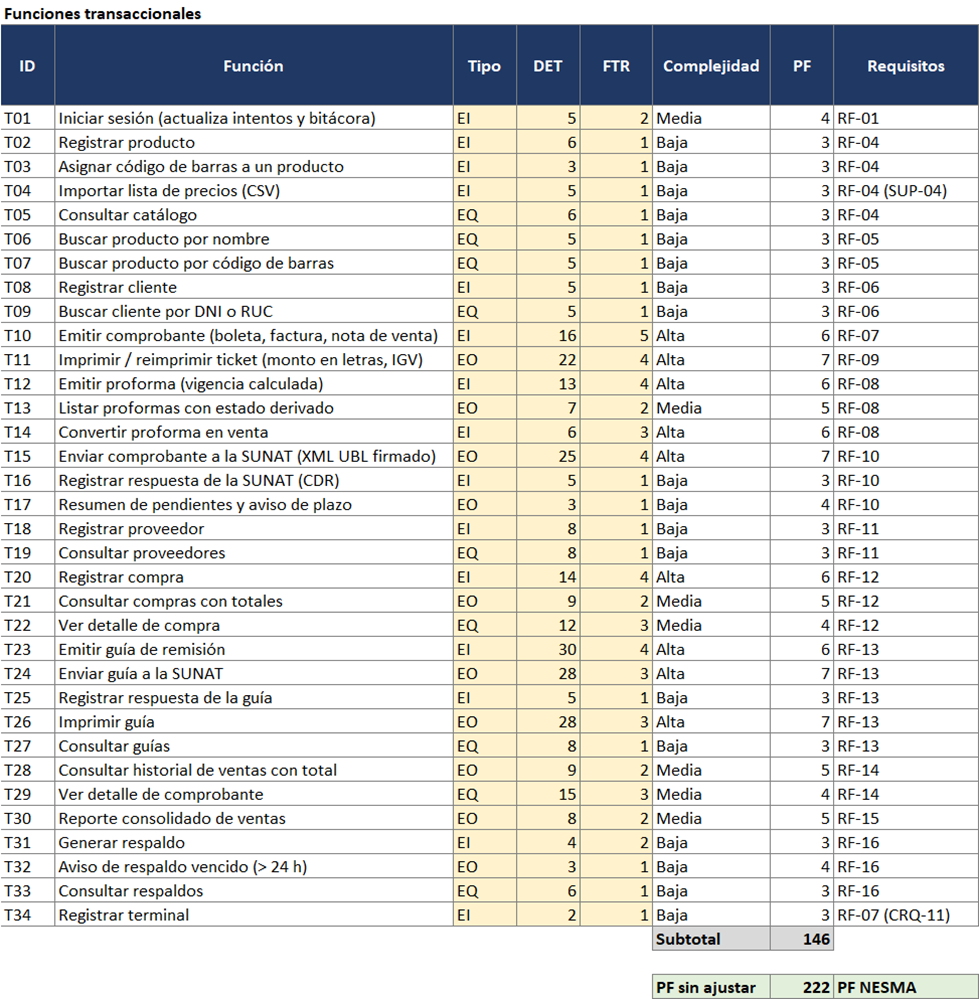 Funciones transaccionales
ID Función Tipo DET FTR Complejidad PF Requisitos
T01 Iniciar sesión (actualiza intentos y bitácora) EI 5 2 Media 4 RF-01
T02 Registrar producto EI 6 1 Baja 3 RF-04
T03 Asignar código de barras a un producto EI 3 1 Baja 3 RF-04
T04 Importar lista de precios (CSV) EI 5 1 Baja 3 RF-04 (SUP-04)
T05 Consultar catálogo EQ 6 1 Baja 3 RF-04
T06 Buscar producto por nombre EQ 5 1 Baja 3 RF-05
T07 Buscar producto por código de barras EQ 5 1 Baja 3 RF-05
T08 Registrar cliente EI 5 1 Baja 3 RF-06
T09 Buscar cliente por DNI o RUC EQ 5 1 Baja 3 RF-06
T10 Emitir comprobante (boleta, factura, nota de venta) EI 16 5 Alta 6 RF-07
T11 Imprimir / reimprimir ticket (monto en letras, IGV) EO 22 4 Alta 7 RF-09
T12 Emitir proforma (vigencia calculada) EI 13 4 Alta 6 RF-08
T13 Listar proformas con estado derivado EO 7 2 Media 5 RF-08
T14 Convertir proforma en venta EI 6 3 Alta 6 RF-08
T15 Enviar comprobante a la SUNAT (XML UBL firmado) EO 25 4 Alta 7 RF-10
T16 Registrar respuesta de la SUNAT (CDR) EI 5 1 Baja 3 RF-10
T17 Resumen de pendientes y aviso de plazo EO 3 1 Baja 4 RF-10
T18 Registrar proveedor EI 8 1 Baja 3 RF-11
T19 Consultar proveedores EQ 8 1 Baja 3 RF-11
T20 Registrar compra EI 14 4 Alta 6 RF-12
T21 Consultar compras con totales EO 9 2 Media 5 RF-12
T22 Ver detalle de compra EQ 12 3 Media 4 RF-12
T23 Emitir guía de remisión EI 30 4 Alta 6 RF-13
T24 Enviar guía a la SUNAT EO 28 3 Alta 7 RF-13
T25 Registrar respuesta de la guía EI 5 1 Baja 3 RF-13
T26 Imprimir guía EO 28 3 Alta 7 RF-13
T27 Consultar guías EQ 8 1 Baja 3 RF-13
T28 Consultar historial de ventas con total EO 9 2 Media 5 RF-14
T29 Ver detalle de comprobante EQ 15 3 Media 4 RF-14
T30 Reporte consolidado de ventas EO 8 2 Media 5 RF-15
T31 Generar respaldo EI 4 2 Baja 3 RF-16
T32 Aviso de respaldo vencido (> 24 h) EO 3 1 Baja 4 RF-16
T33 Consultar respaldos EQ 6 1 Baja 3 RF-16
T34 Registrar terminal EI 2 1 Baja 3 RF-07 (CRQ-11)
Subtotal 146
PF sin ajustar 222 PF NESMA